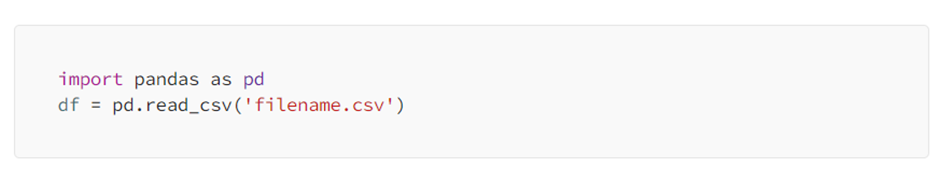 import pandas as pd
df = pd.read_csv('filename.csv')